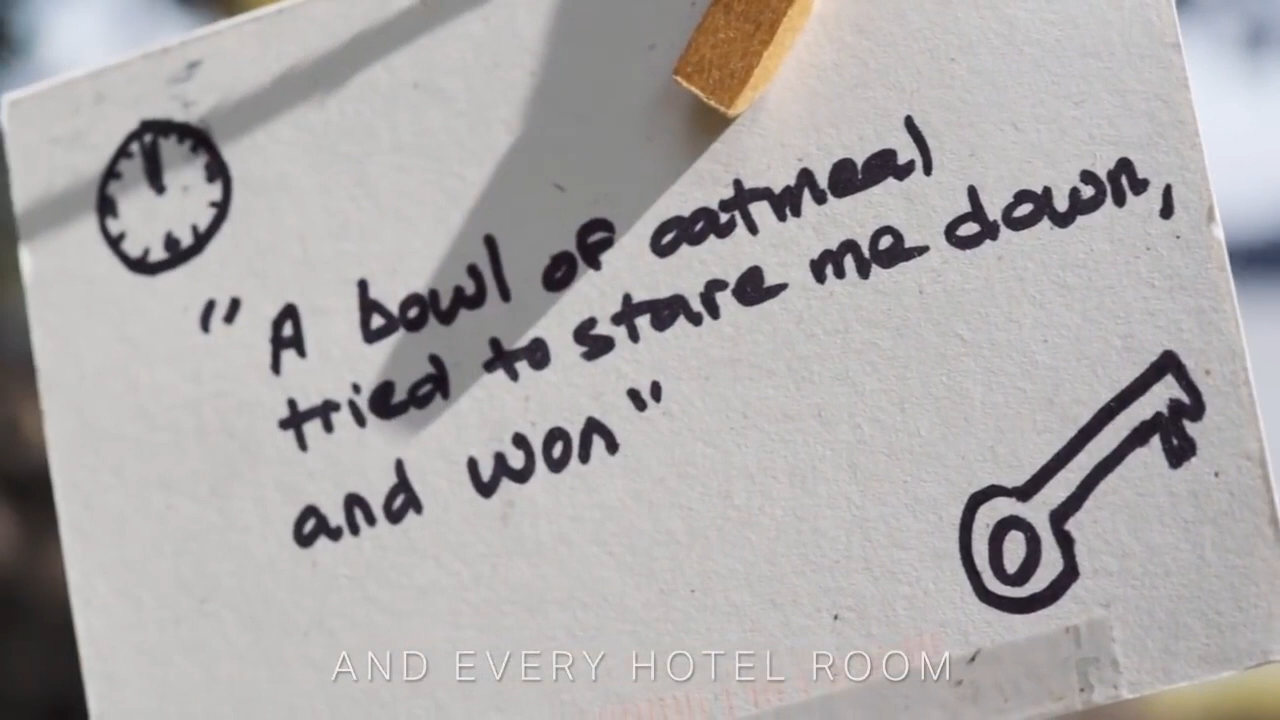 " A bowl of oatmeal
tried to stare me down,
and won "
AND EVERY HOTEL ROOM